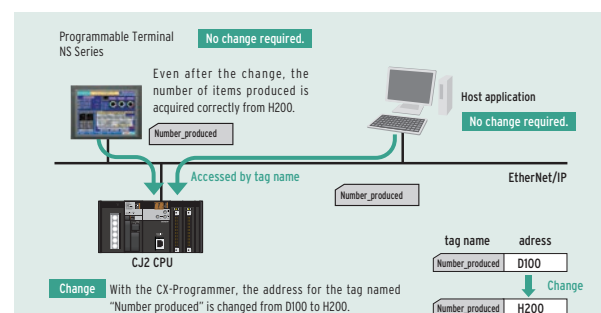 Programmable Terminal
NS Series
No change required.
Even after the change, the
number of items produced is
acquired correctly from H200.
Number_produced
Host application
No change required.
Accessed by tag name
EtherNet/IP
Number_produced
CJ2 CPU
tag name adress
Number_produced D100
Change
Number_produced H200
Change With the CX-Programmer, the address for the tag named
“Number produced” is changed from D100 to H200.